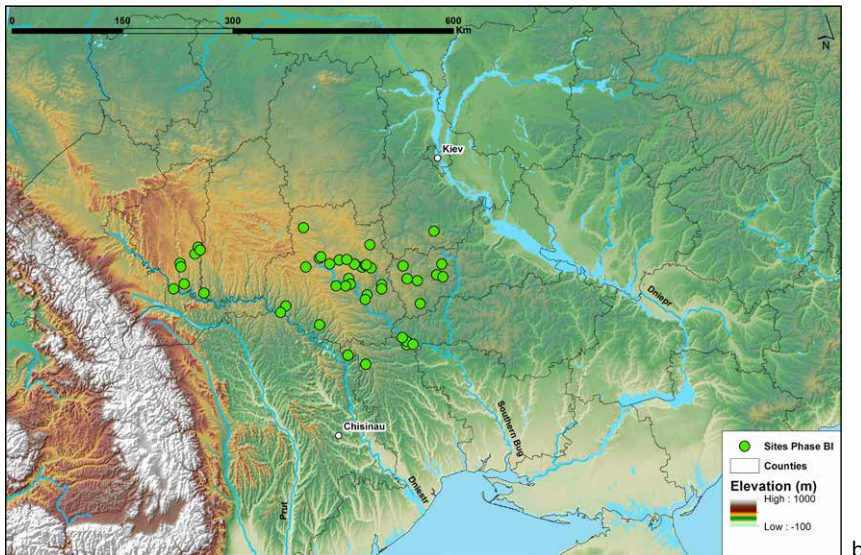 0 150 300 600
Km
N
Kiev
Dniepr
Chisinau
Southern Bug
Dniestr
Prut
Sites Phase BI
Counties
Elevation (m)
High : 1000
Low : -100
b